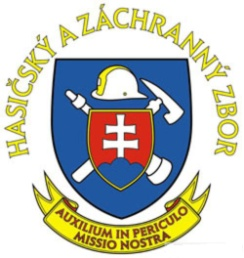 HASIČSKÝ A ZÁCHRANNÝ ZBOR
AUXILIUM IN PERICULO
MISSIO NOSTRA